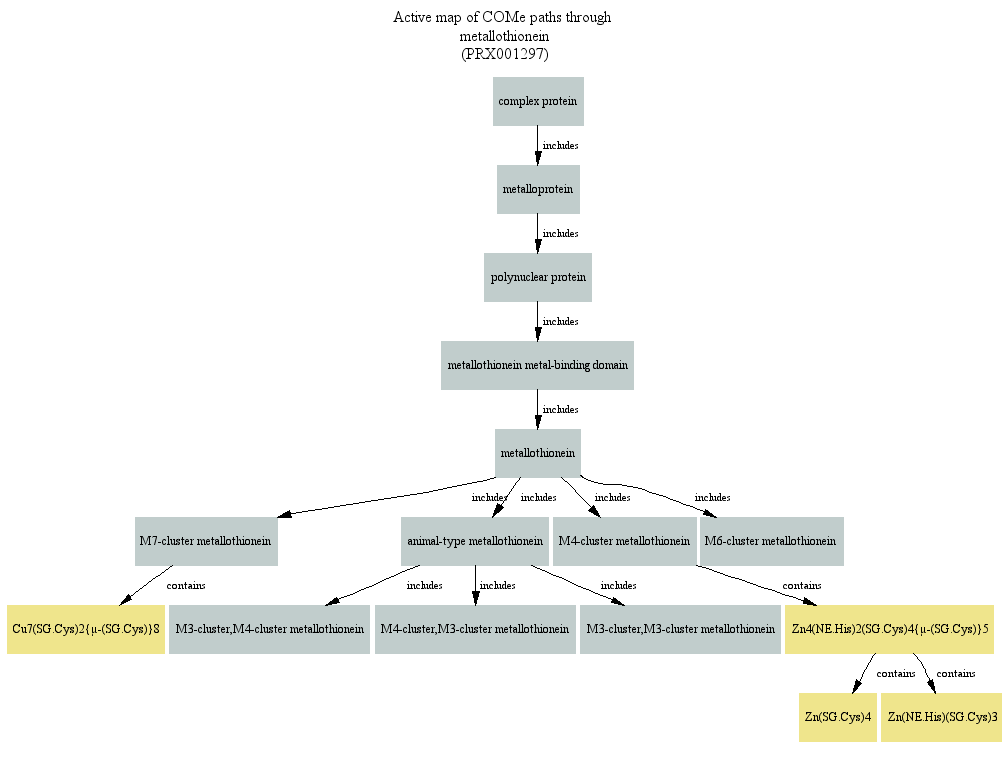 Active map of COMe paths through
metallothionein
(PRX001297)
complex protein
includes
metalloprotein
includes
polynuclear protein
includes
metallothionein metal-binding domain
includes
metallothionein
includes includes includes includes
M7-cluster metallothionein animal-type metallothionein M4-cluster metallothionein M6-cluster metallothionein
contains includes includes includes contains
Cu7(SG.Cys)2{μ-(SG.Cys)}8 M3-cluster,M4-cluster metallothionein M4-cluster,M3-cluster metallothionein M3-cluster,M3-cluster metallothionein Zn4(NE.His)2(SG.Cys)4{μ-(SG.Cys)}5
contains contains
Zn(SG.Cys)4 Zn(NE.His)(SG.Cys)3